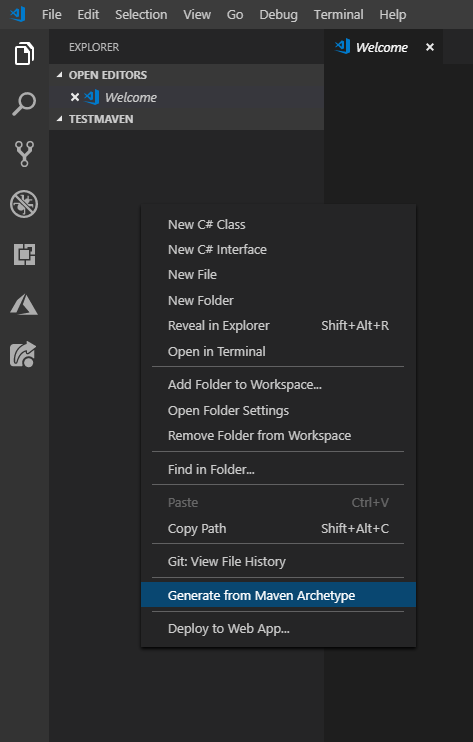 File Edit Selection View Go Debug Terminal Help
EXPLORER
Welcome
OPEN EDITORS
Welcome
TESTMAVEN
New C# Class
New C# Interface
New File
New Folder
Reveal in Explorer Shift+Alt+R
Open in Terminal
Add Folder to Workspace...
Open Folder Settings
Remove Folder from Workspace
Find in Folder...
Paste Ctrl+V
Copy Path Shift+Alt+C
Git: View File History
Generate from Maven Archetype
Deploy to Web App...